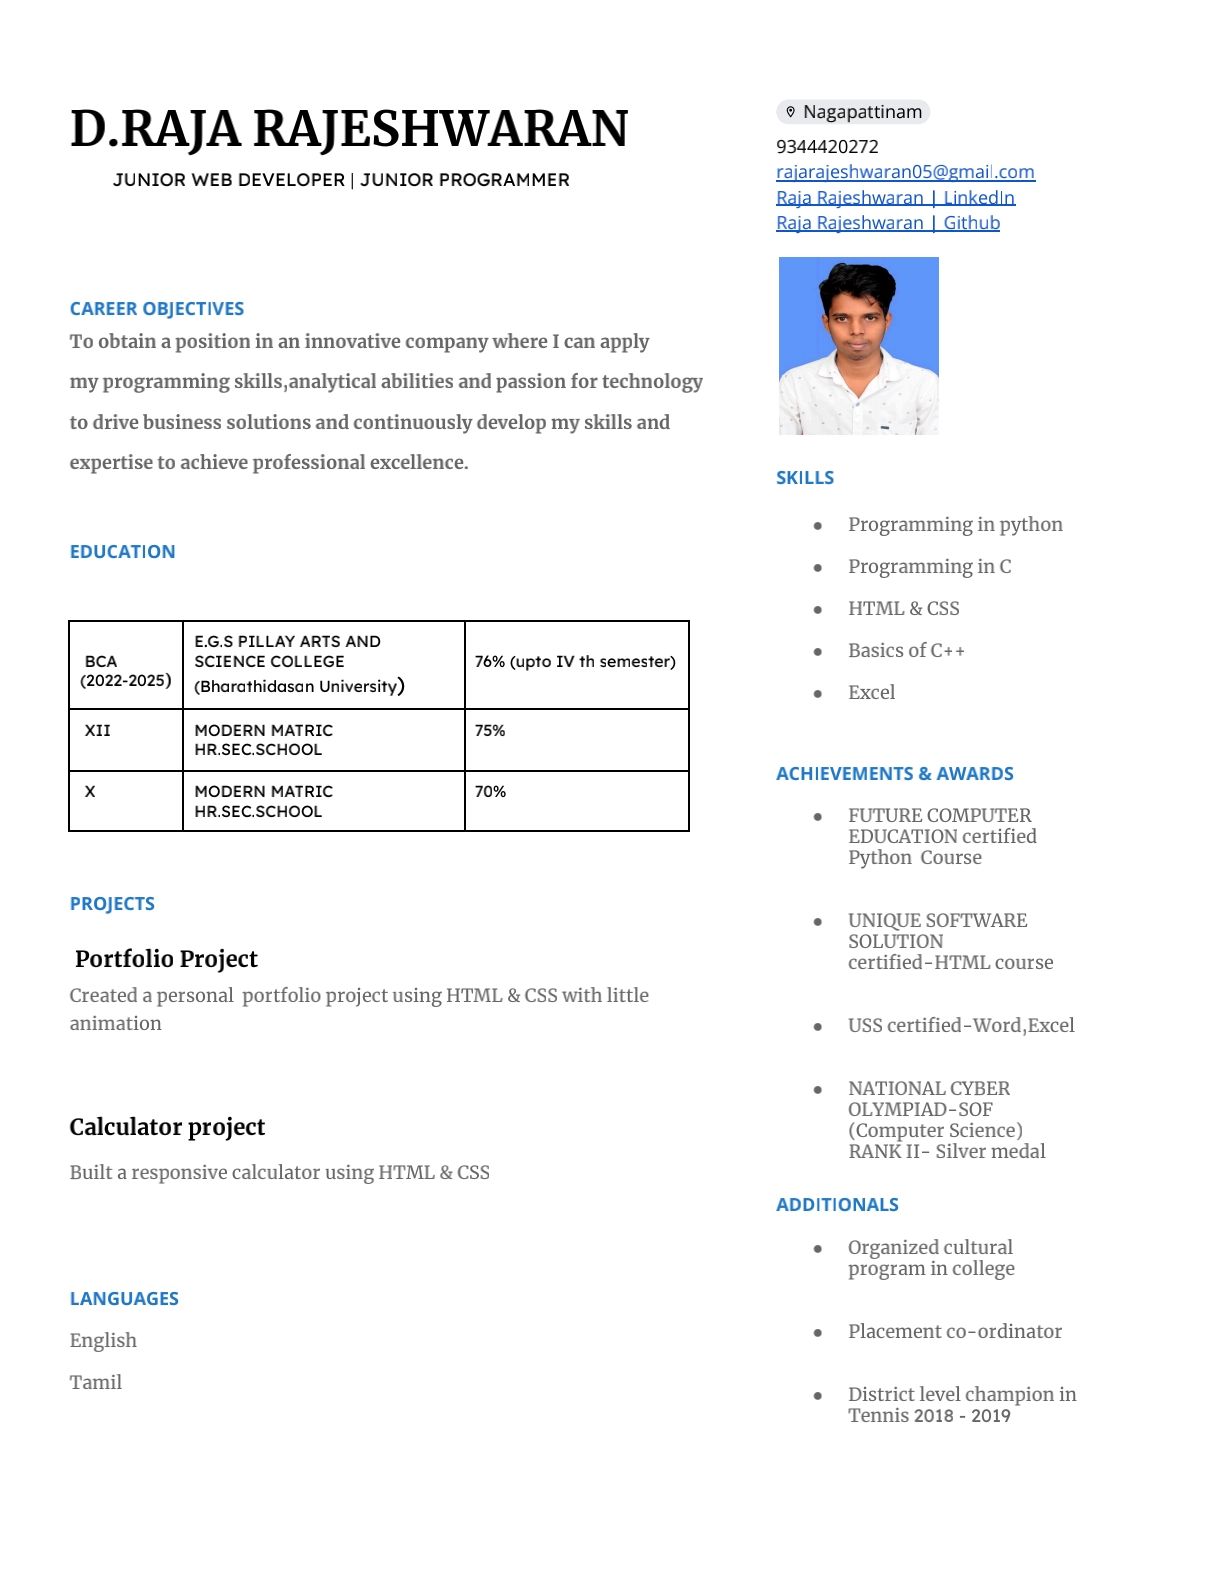 D.RAJA RAJESHWARAN
JUNIOR WEB DEVELOPER | JUNIOR PROGRAMMER
Nagapattinam
9344420272
rajarajeshwaran05@gmail.com
Raja Rajeshwaran | LinkedIn
Raja Rajeshwaran | Github
CAREER OBJECTIVES
To obtain a position in an innovative company where I can apply
my programming skills,analytical abilities and passion for technology
to drive business solutions and continuously develop my skills and
expertise to achieve professional excellence.
EDUCATION
BCA
(2022-2025)
E.G.S PILLAY ARTS AND
SCIENCE COLLEGE
(Bharathidasan University)
76% (upto IV th semester)
XII
MODERN MATRIC
HR.SEC.SCHOOL
75%
X
MODERN MATRIC
HR.SEC.SCHOOL
70%
PROJECTS
Portfolio Project
Created a personal  portfolio project using HTML & CSS with little
animation
Calculator project
Built a responsive calculator using HTML & CSS
LANGUAGES
English
Tamil
SKILLS
● Programming in python
● Programming in C
● HTML & CSS
● Basics of C++
● Excel
ACHIEVEMENTS & AWARDS
● FUTURE COMPUTER
EDUCATION certified
Python  Course
● UNIQUE SOFTWARE
SOLUTION
certified-HTML course
● USS certified-Word,Excel
● NATIONAL CYBER
OLYMPIAD-SOF
(Computer Science)
RANK II- Silver medal
ADDITIONALS
● Organized cultural
program in college
● Placement co-ordinator
● District level champion in
Tennis 2018 - 2019